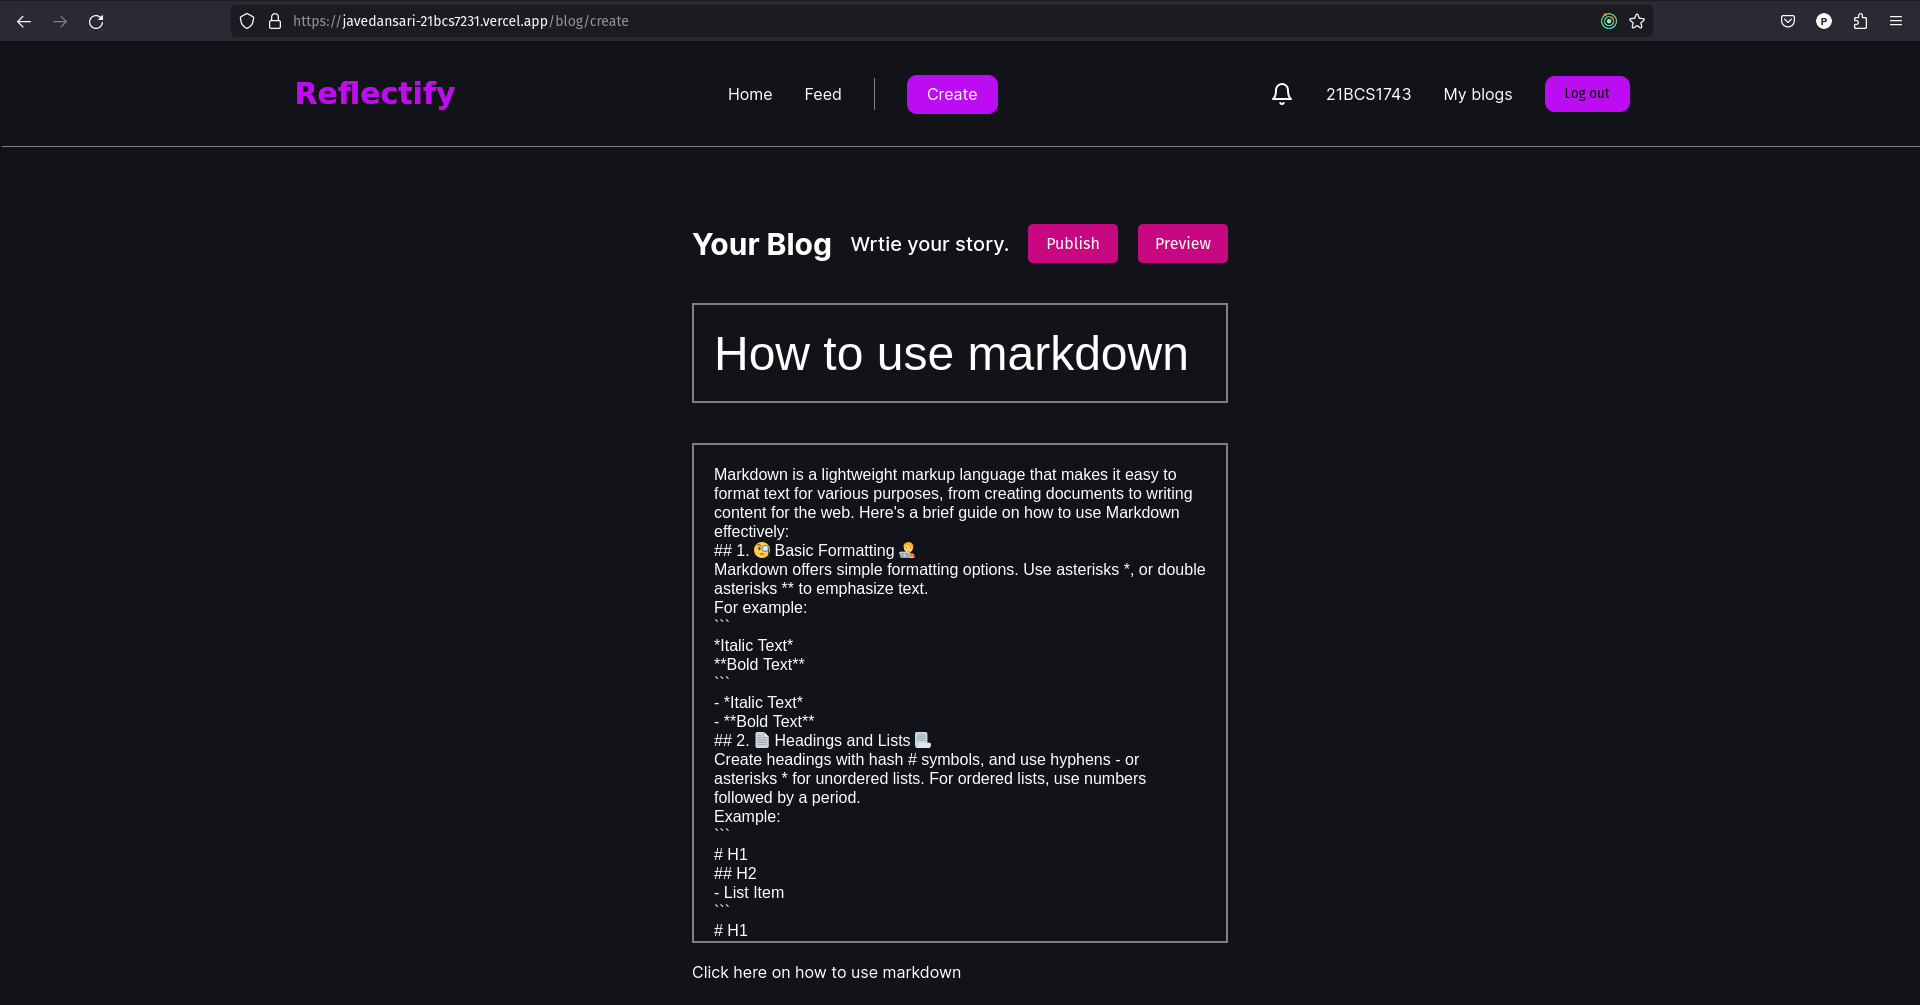 https://javedansari-21bcs7231.vercel.app/blog/create
P
Reflectify
Home Feed Create 21BCS1743 My blogs Log out
Your Blog Wrtie your story. Publish Preview
How to use markdown
Markdown is a lightweight markup language that makes it easy to
format text for various purposes, from creating documents to writing
content for the web. Here's a brief guide on how to use Markdown
effectively:
## 1. 🧐 Basic Formatting 🧑‍🎨
Markdown offers simple formatting options. Use asterisks *, or double
asterisks ** to emphasize text.
For example:
```
*Italic Text*
**Bold Text**
```
- *Italic Text*
- **Bold Text**
## 2. 📄 Headings and Lists 📃
Create headings with hash # symbols, and use hyphens - or
asterisks * for unordered lists. For ordered lists, use numbers
followed by a period.
Example:
```
# H1
## H2
- List Item
```
# H1
Click here on how to use markdown